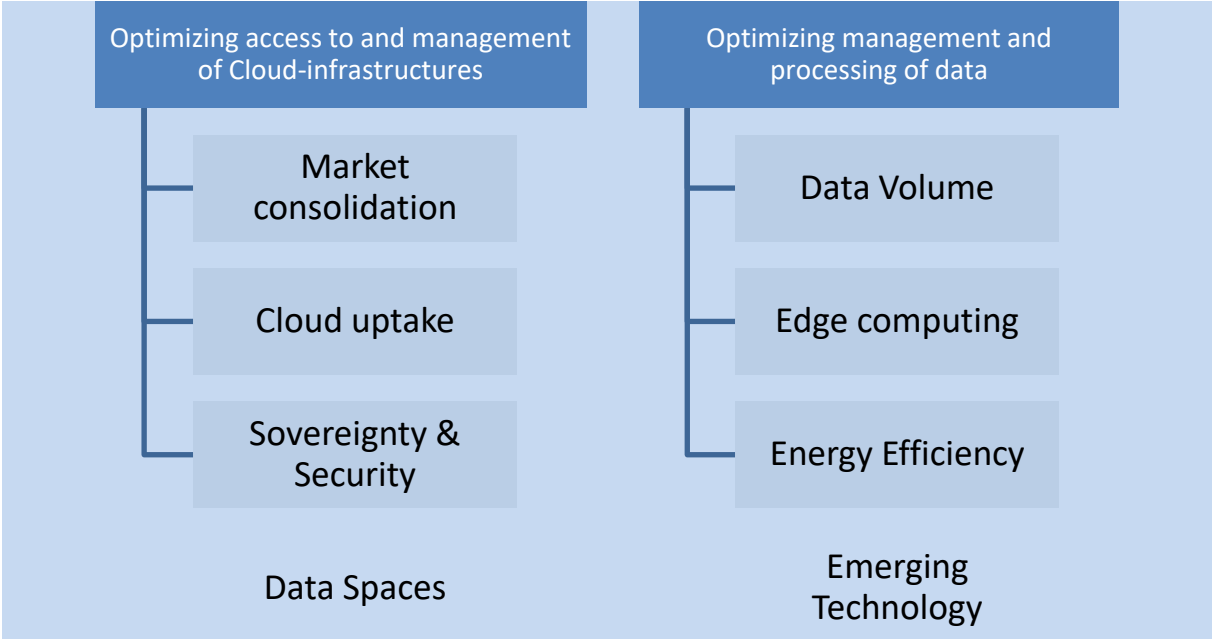 Optimizing access to and management
of Cloud-infrastructures
Market
consolidation
Cloud uptake
Sovereignty &
Security
Data Spaces
Optimizing management and
processing of data
Data Volume
Edge computing
Energy Efficiency
Emerging
Technology